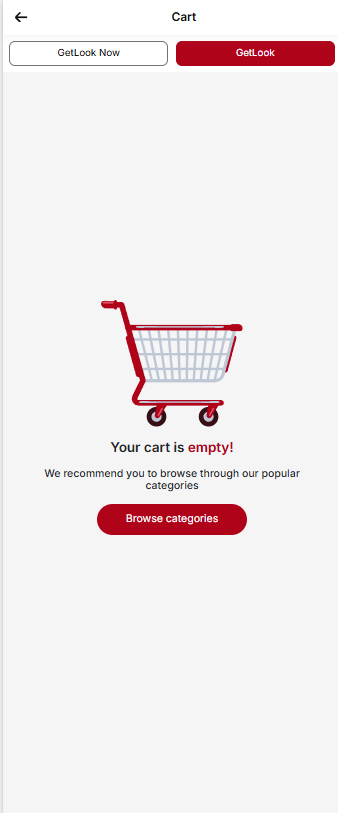 Cart
GetLook Now
GetLook
Your cart is empty!
We recommend you to browse through our popular
categories
Browse categories